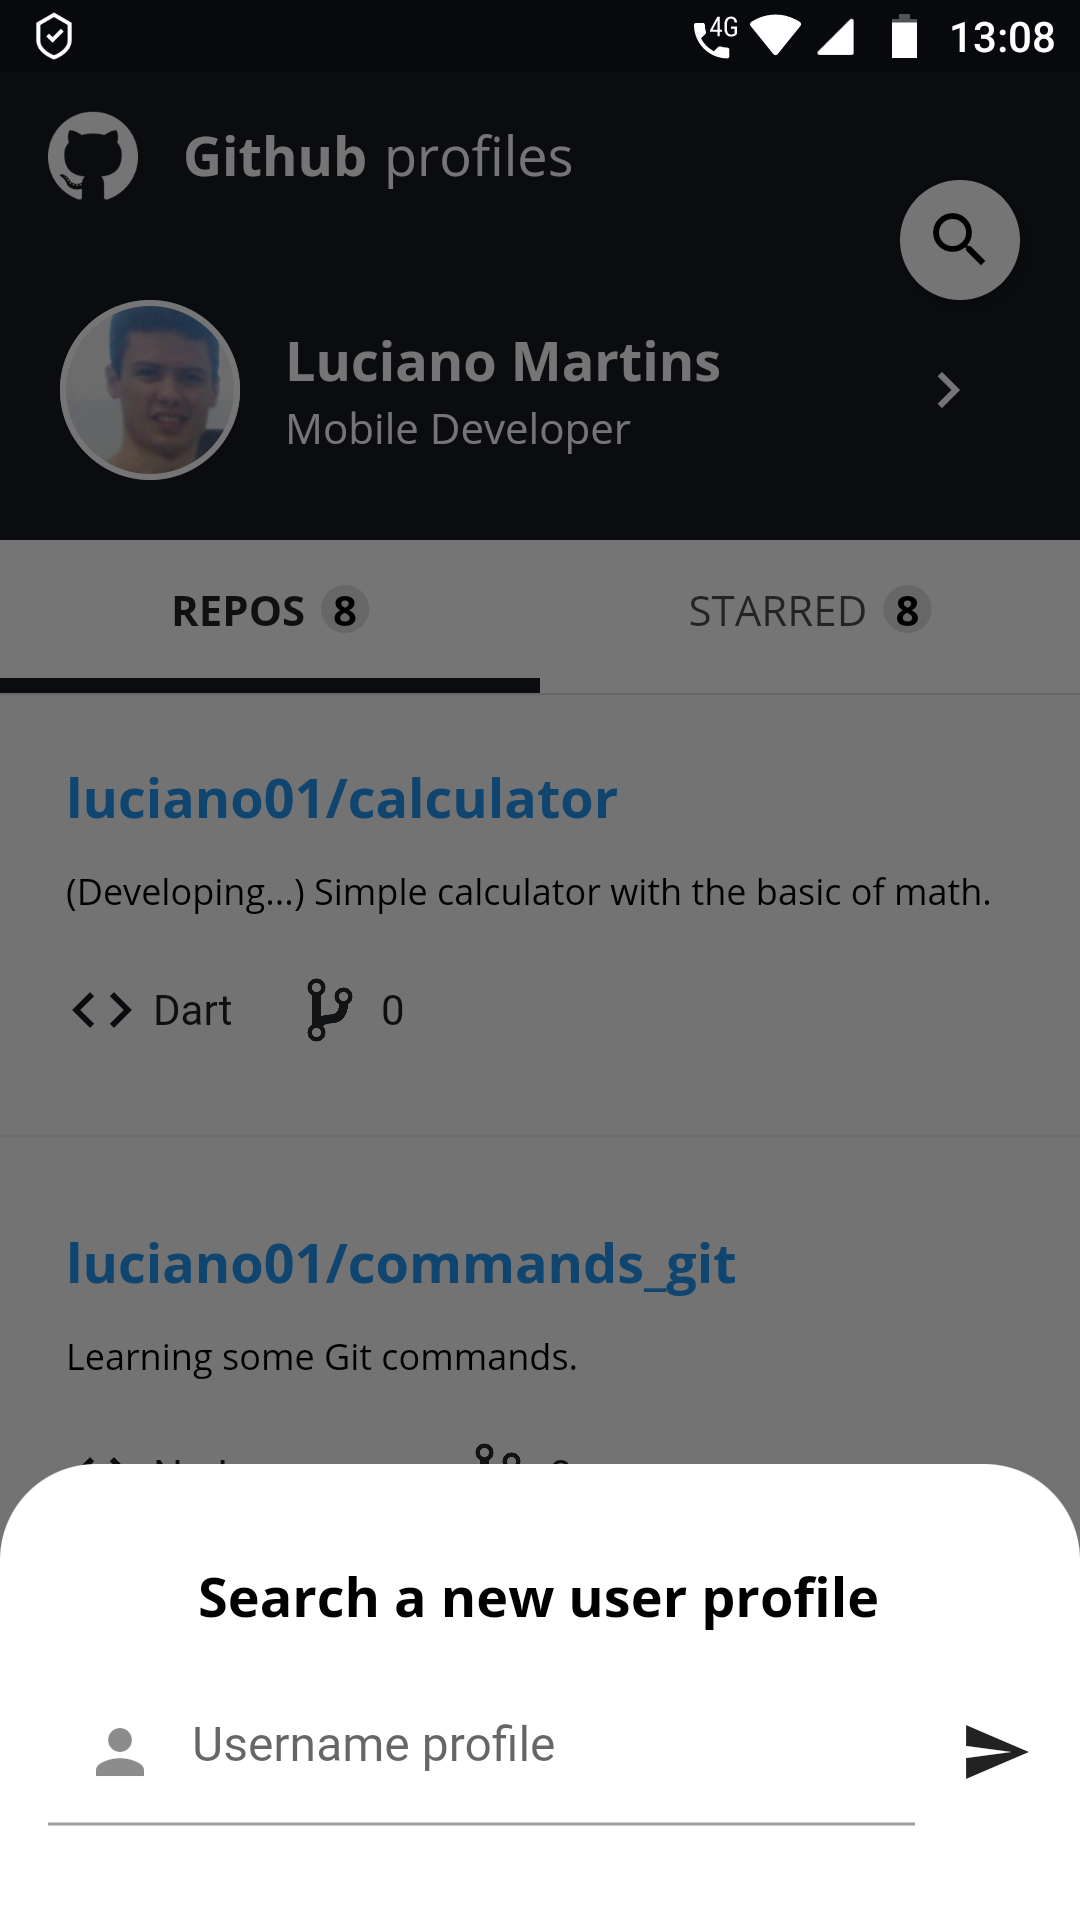 4G 13:08
Github profiles
Luciano Martins
Mobile Developer
REPOS 8 STARRED 8
luciano01/calculator
(Developing...) Simple calculator with the basic of math.
Dart 0
luciano01/commands_git
Learning some Git commands.
Search a new user profile
Username profile